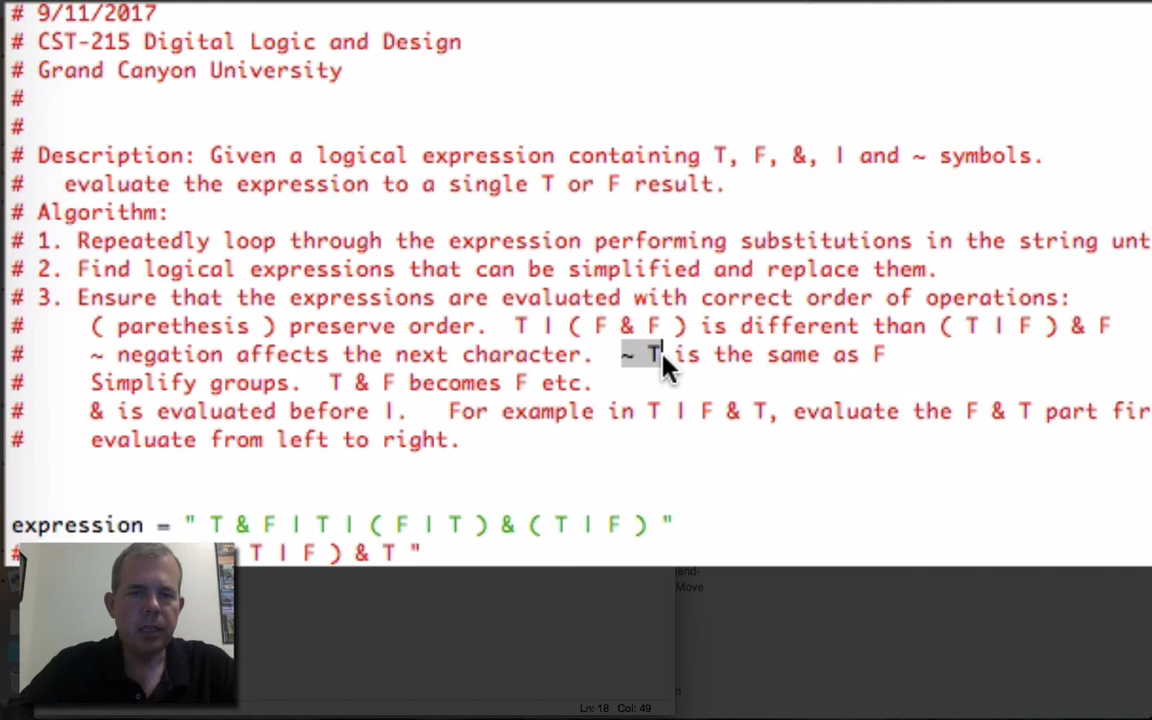 # 9/11/2017
# CST-215 Digital Logic and Design
# Grand Canyon University
#
#
# Description: Given a logical expression containing T, F, &, | and ~ symbols.
#   evaluate the expression to a single T or F result.
# Algorithm:
# 1. Repeatedly loop through the expression performing substitutions in the string unt
# 2. Find logical expressions that can be simplified and replace them.
# 3. Ensure that the expressions are evaluated with correct order of operations:
#     ( parethesis ) preserve order.  T | ( F & F ) is different than ( T | F ) & F
#     ~ negation affects the next character.  ~ T is the same as F
#     Simplify groups.  T & F becomes F etc.
#     & is evaluated before |.   For example in T | F & T, evaluate the F & T part fir
#     evaluate from left to right.
expression = " T & F | T | ( F | T ) & ( T | F ) "
# T | F ) & T "
and-
Move
n
Ln: 18 Col: 49